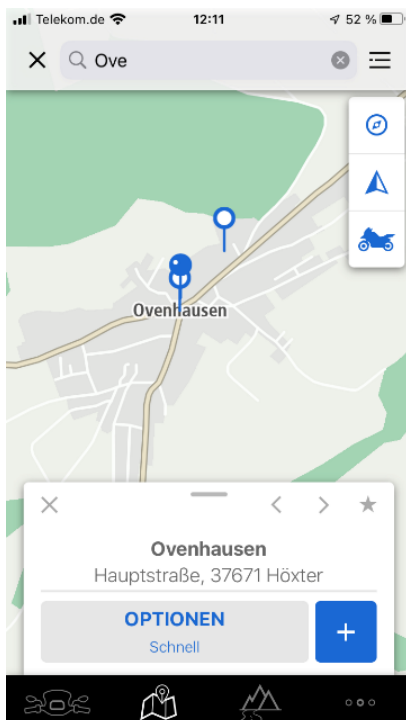 Telekom.de 12:11 52 %
Ove
Ovenhausen
Ovenhausen
Hauptstraße, 37671 Höxter
OPTIONEN
Schnell